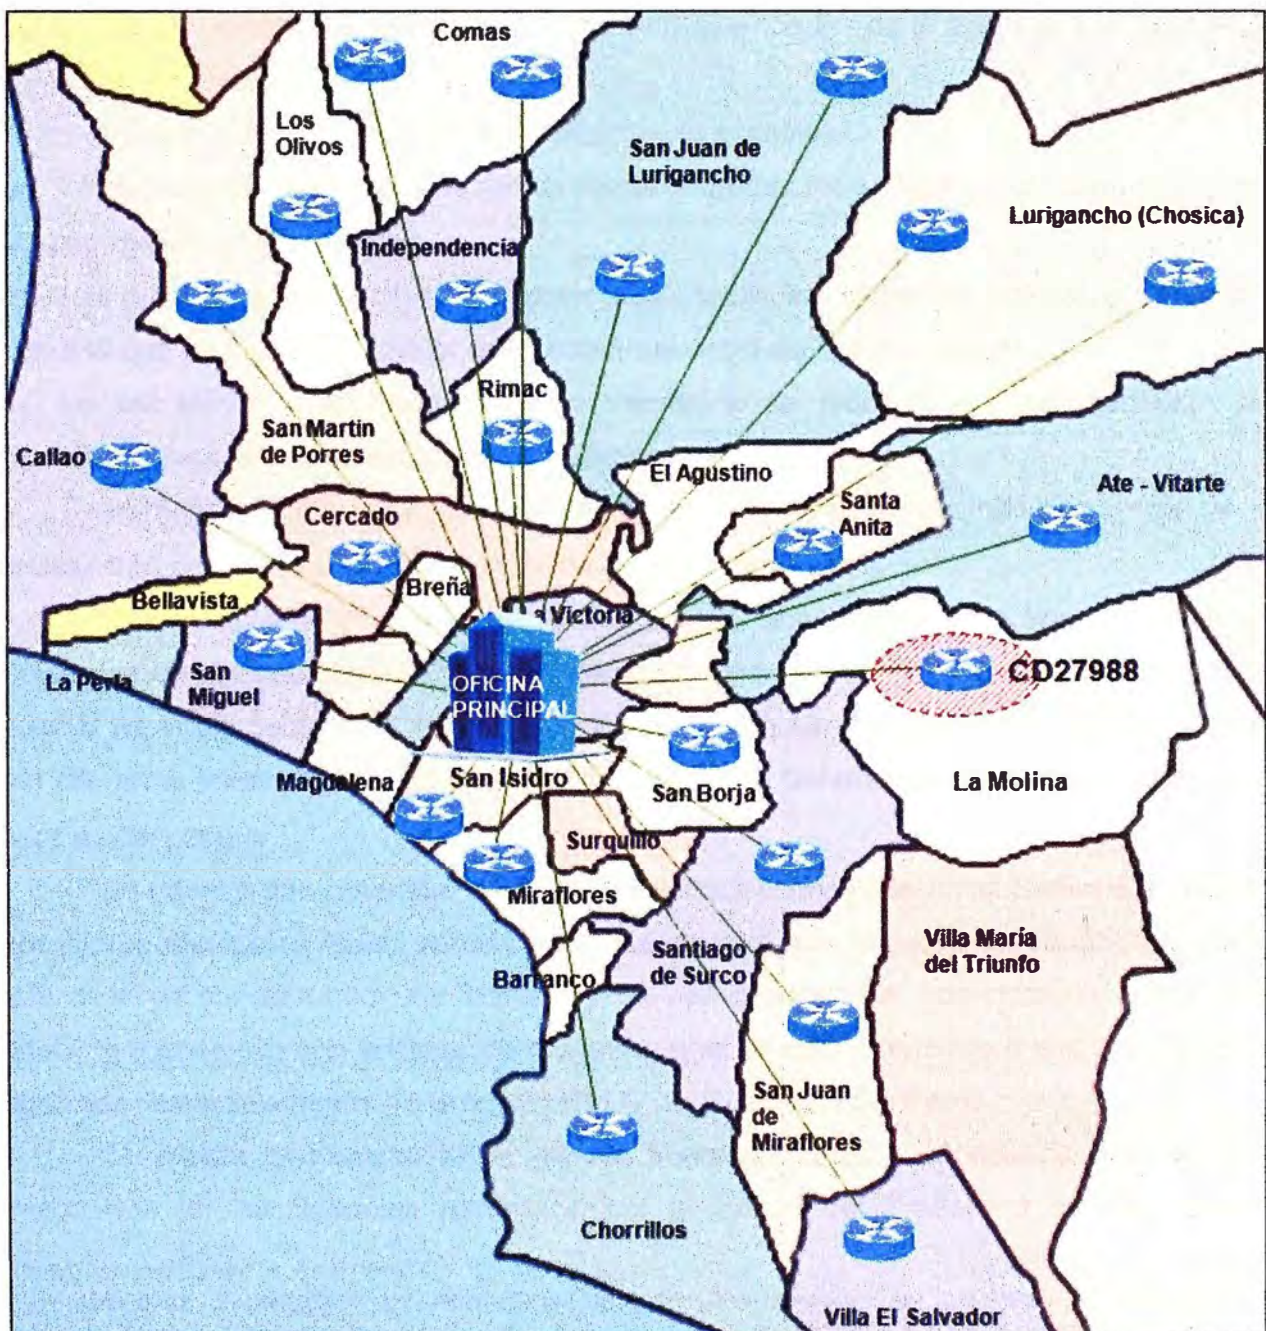 Comas
Los
Olivos
San Juan de
Lurigancho
Lurigancho (Chosica)
Independencia
Rimac
San Martin
de Porres
Callao
El Agustino
Ate - Vitarte
Santa
Anita
Cercado
Breña
Bellavista
a Victoria
La Perla
San
Miguel
CD27988
OFICINA
PRINCIPAL
Magdalena
San Isidro
San Borja
La Molina
Surquillo
Miraflores
Santiago
de Surco
Villa María
del Triunfo
Barranco
San Juan
de
Miraflores
Chorrillos
Villa El Salvador